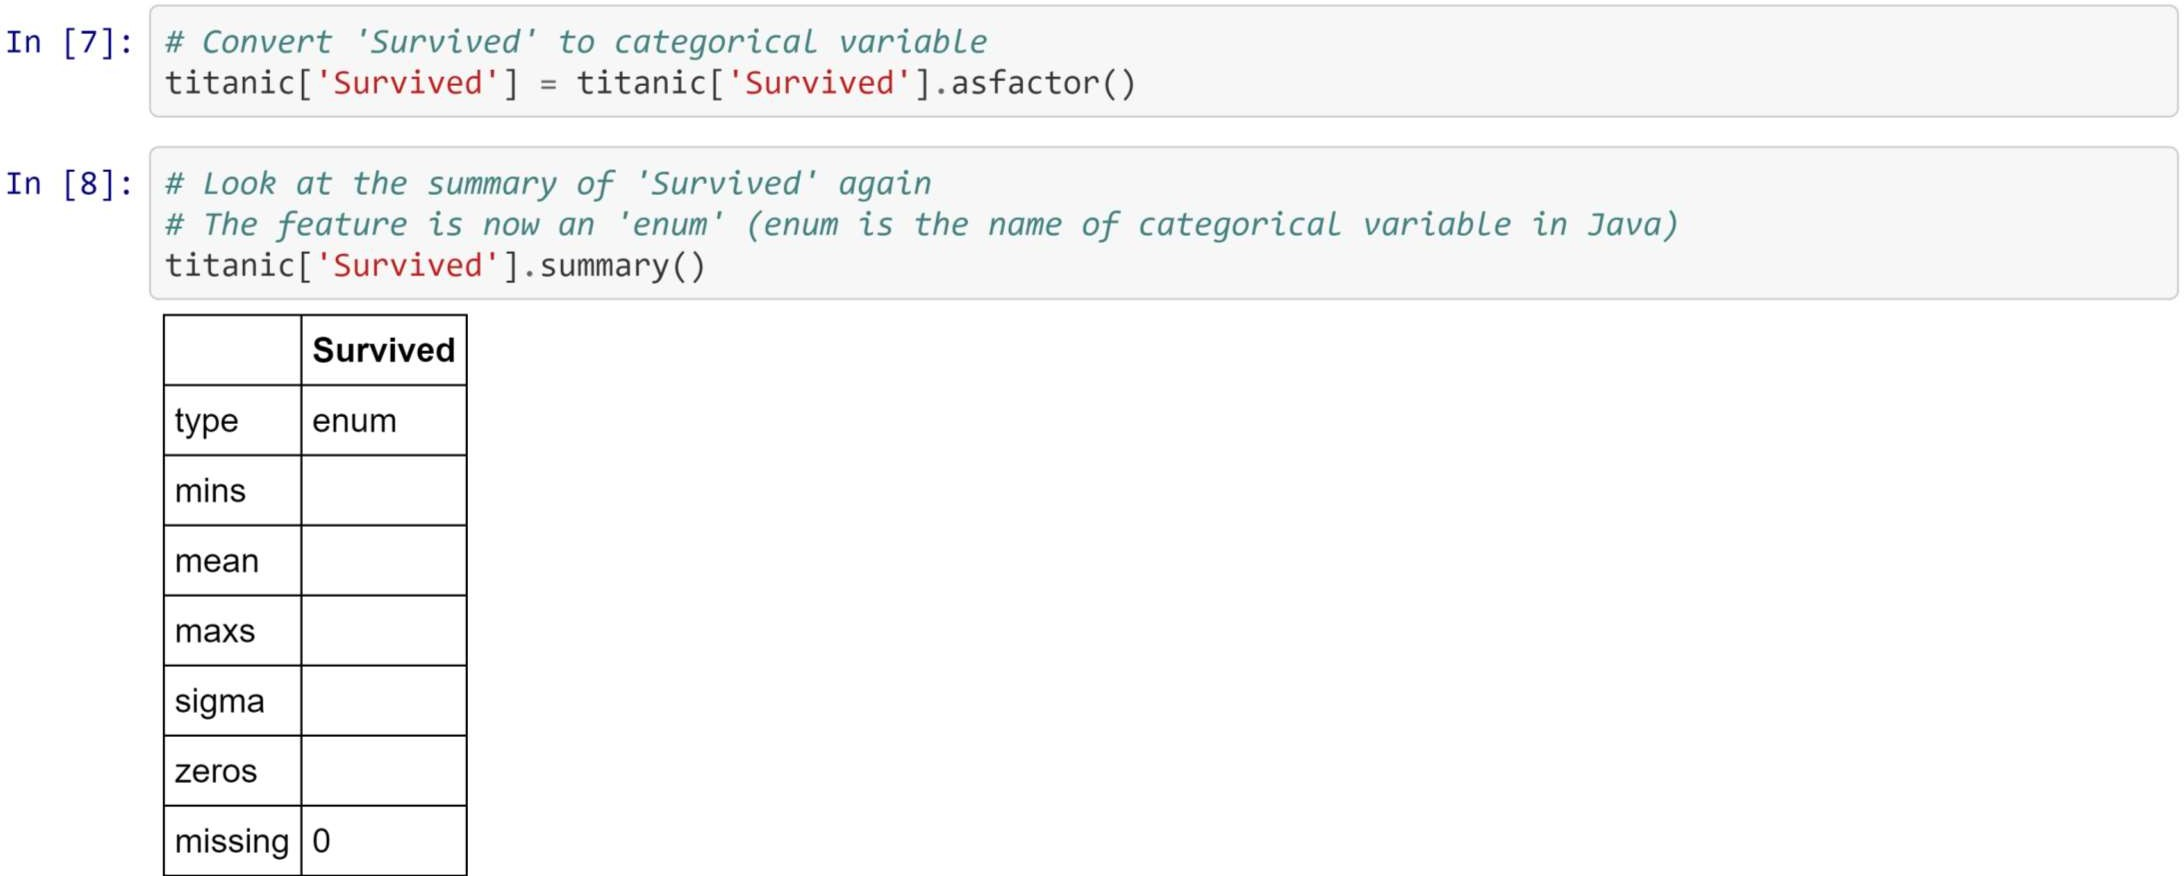 In [7]: # Convert 'Survived' to categorical variable
titanic['Survived'] = titanic['Survived'].asfactor()
In [8]: # Look at the summary of 'Survived' again
# The feature is now an 'enum' (enum is the name of categorical variable in Java)
titanic['Survived'].summary()
Survived
type enum
mins
mean
maxs
sigma
zeros
missing 0